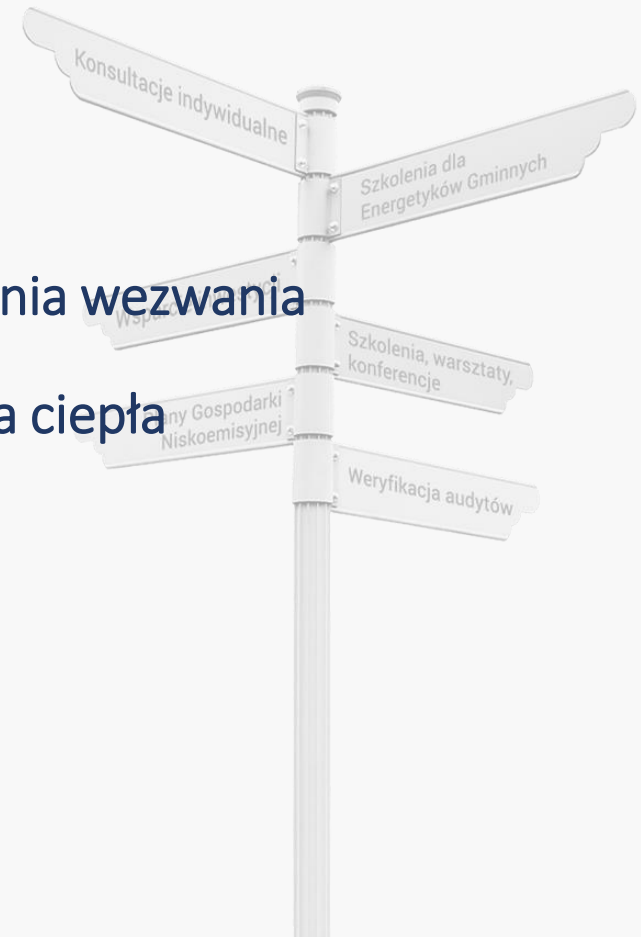 Konsultacje indywidualne
Szkolenia dla
Energetyków Gminnych
nia wezwania
Szkolenia, warsztaty,
konferencje
a ciepła
Gospodarki
Niskoemisyjnej
Weryfikacja audytów